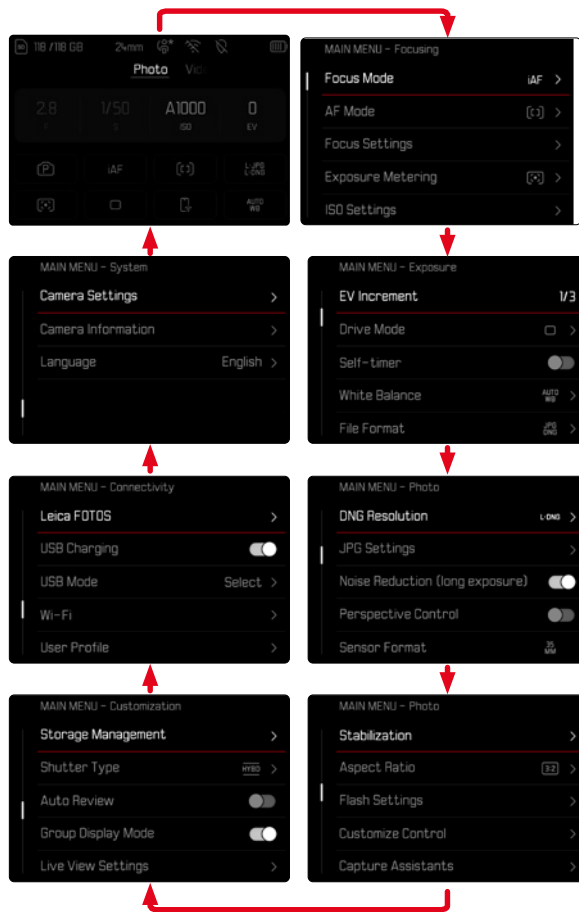 118 / 118 GB 24mm
Photo Vid
2.8 1/50 A1000 0
F S ISO EV
P iAF L-JPG L-DNG
AUTO WB
MAIN MENU - Focusing
Focus Mode iAF
AF Mode
Focus Settings
Exposure Metering
ISO Settings
MAIN MENU - System
Camera Settings
Camera Information
Language English
MAIN MENU - Exposure
EV Increment 1/3
Drive Mode
Self-timer
White Balance AUTO WB
File Format JPG DNG
MAIN MENU - Connectivity
Leica FOTOS
USB Charging
USB Mode Select
Wi-Fi
User Profile
MAIN MENU - Photo
DNG Resolution L-DNG
JPG Settings
Noise Reduction (long exposure)
Perspective Control
Sensor Format 35 MM
MAIN MENU - Customization
Storage Management
Shutter Type HYBD
Auto Review
Group Display Mode
Live View Settings
MAIN MENU - Photo
Stabilization
Aspect Ratio 3:2
Flash Settings
Customize Control
Capture Assistants